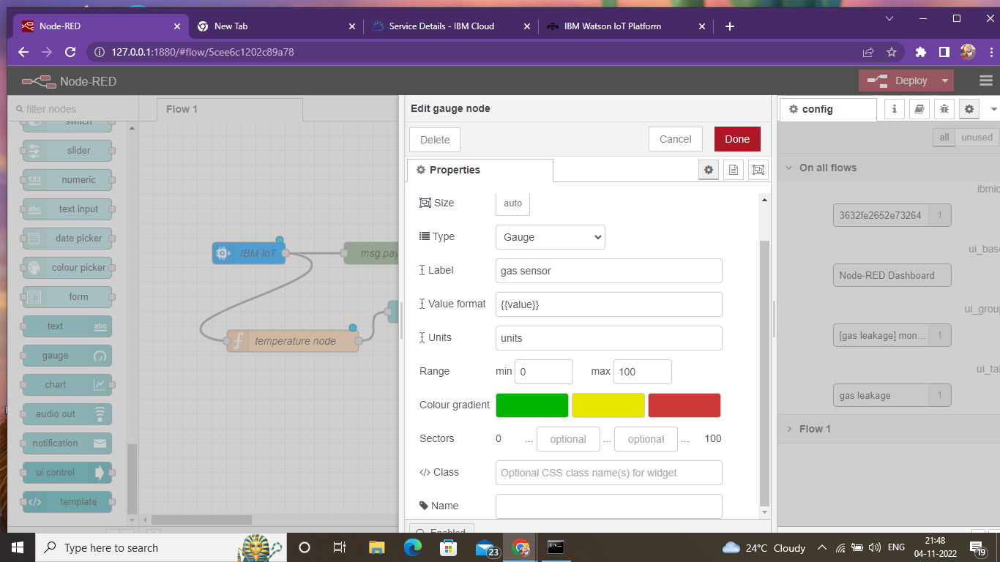 Node-RED
New Tab
Service Details - IBM Cloud
IBM Watson IoT Platform
127.0.0.1:1880/#flow/5cee6c1202c89a78
Node-RED
Deploy
filter nodes
Flow 1
Edit gauge node
config
i
Delete
Cancel
Done
all
unused
switch
slider
123
numeric
abc
text input
date picker
colour picker
form
text
abc
gauge
chart
audio out
notification
ui control
</>
template
IBM IoT
msg.pay
f
temperature node
Properties
Size
auto
Type
Gauge
Label
gas sensor
Value format
{{value}}
Units
units
Range
min
0
max
100
Colour gradient
Sectors
0
...
optional
...
optional
...
100
</> Class
Optional CSS class name(s) for widget
Name
Enabled
On all flows
ibmio
3632fe2652e73264
1
ui_base
Node-RED Dashboard
ui_group
[gas leakage] mon...
1
ui_tab
gas leakage
1
Flow 1
Type here to search
23
24°C Cloudy
ENG
21:48
04-11-2022
19